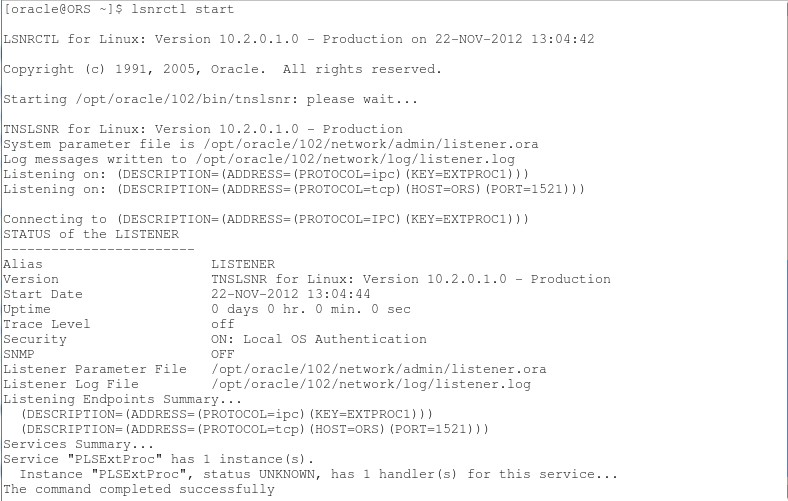 [oracle@ORS ~]$ lsnrctl start
LSNRCTL for Linux: Version 10.2.0.1.0 - Production on 22-NOV-2012 13:04:42
Copyright (c) 1991, 2005, Oracle.  All rights reserved.
Starting /opt/oracle/102/bin/tnslsnr: please wait...
TNSLSNR for Linux: Version 10.2.0.1.0 - Production
System parameter file is /opt/oracle/102/network/admin/listener.ora
Log messages written to /opt/oracle/102/network/log/listener.log
Listening on: (DESCRIPTION=(ADDRESS=(PROTOCOL=ipc)(KEY=EXTPROC1)))
Listening on: (DESCRIPTION=(ADDRESS=(PROTOCOL=tcp)(HOST=ORS)(PORT=1521)))
Connecting to (DESCRIPTION=(ADDRESS=(PROTOCOL=IPC)(KEY=EXTPROC1)))
STATUS of the LISTENER
------------------------
Alias                     LISTENER
Version                   TNSLSNR for Linux: Version 10.2.0.1.0 - Production
Start Date                22-NOV-2012 13:04:44
Uptime                    0 days 0 hr. 0 min. 0 sec
Trace Level               off
Security                  ON: Local OS Authentication
SNMP                      OFF
Listener Parameter File   /opt/oracle/102/network/admin/listener.ora
Listener Log File         /opt/oracle/102/network/log/listener.log
Listening Endpoints Summary...
  (DESCRIPTION=(ADDRESS=(PROTOCOL=ipc)(KEY=EXTPROC1)))
  (DESCRIPTION=(ADDRESS=(PROTOCOL=tcp)(HOST=ORS)(PORT=1521)))
Services Summary...
Service "PLSExtProc" has 1 instance(s).
  Instance "PLSExtProc", status UNKNOWN, has 1 handler(s) for this service...
The command completed successfully